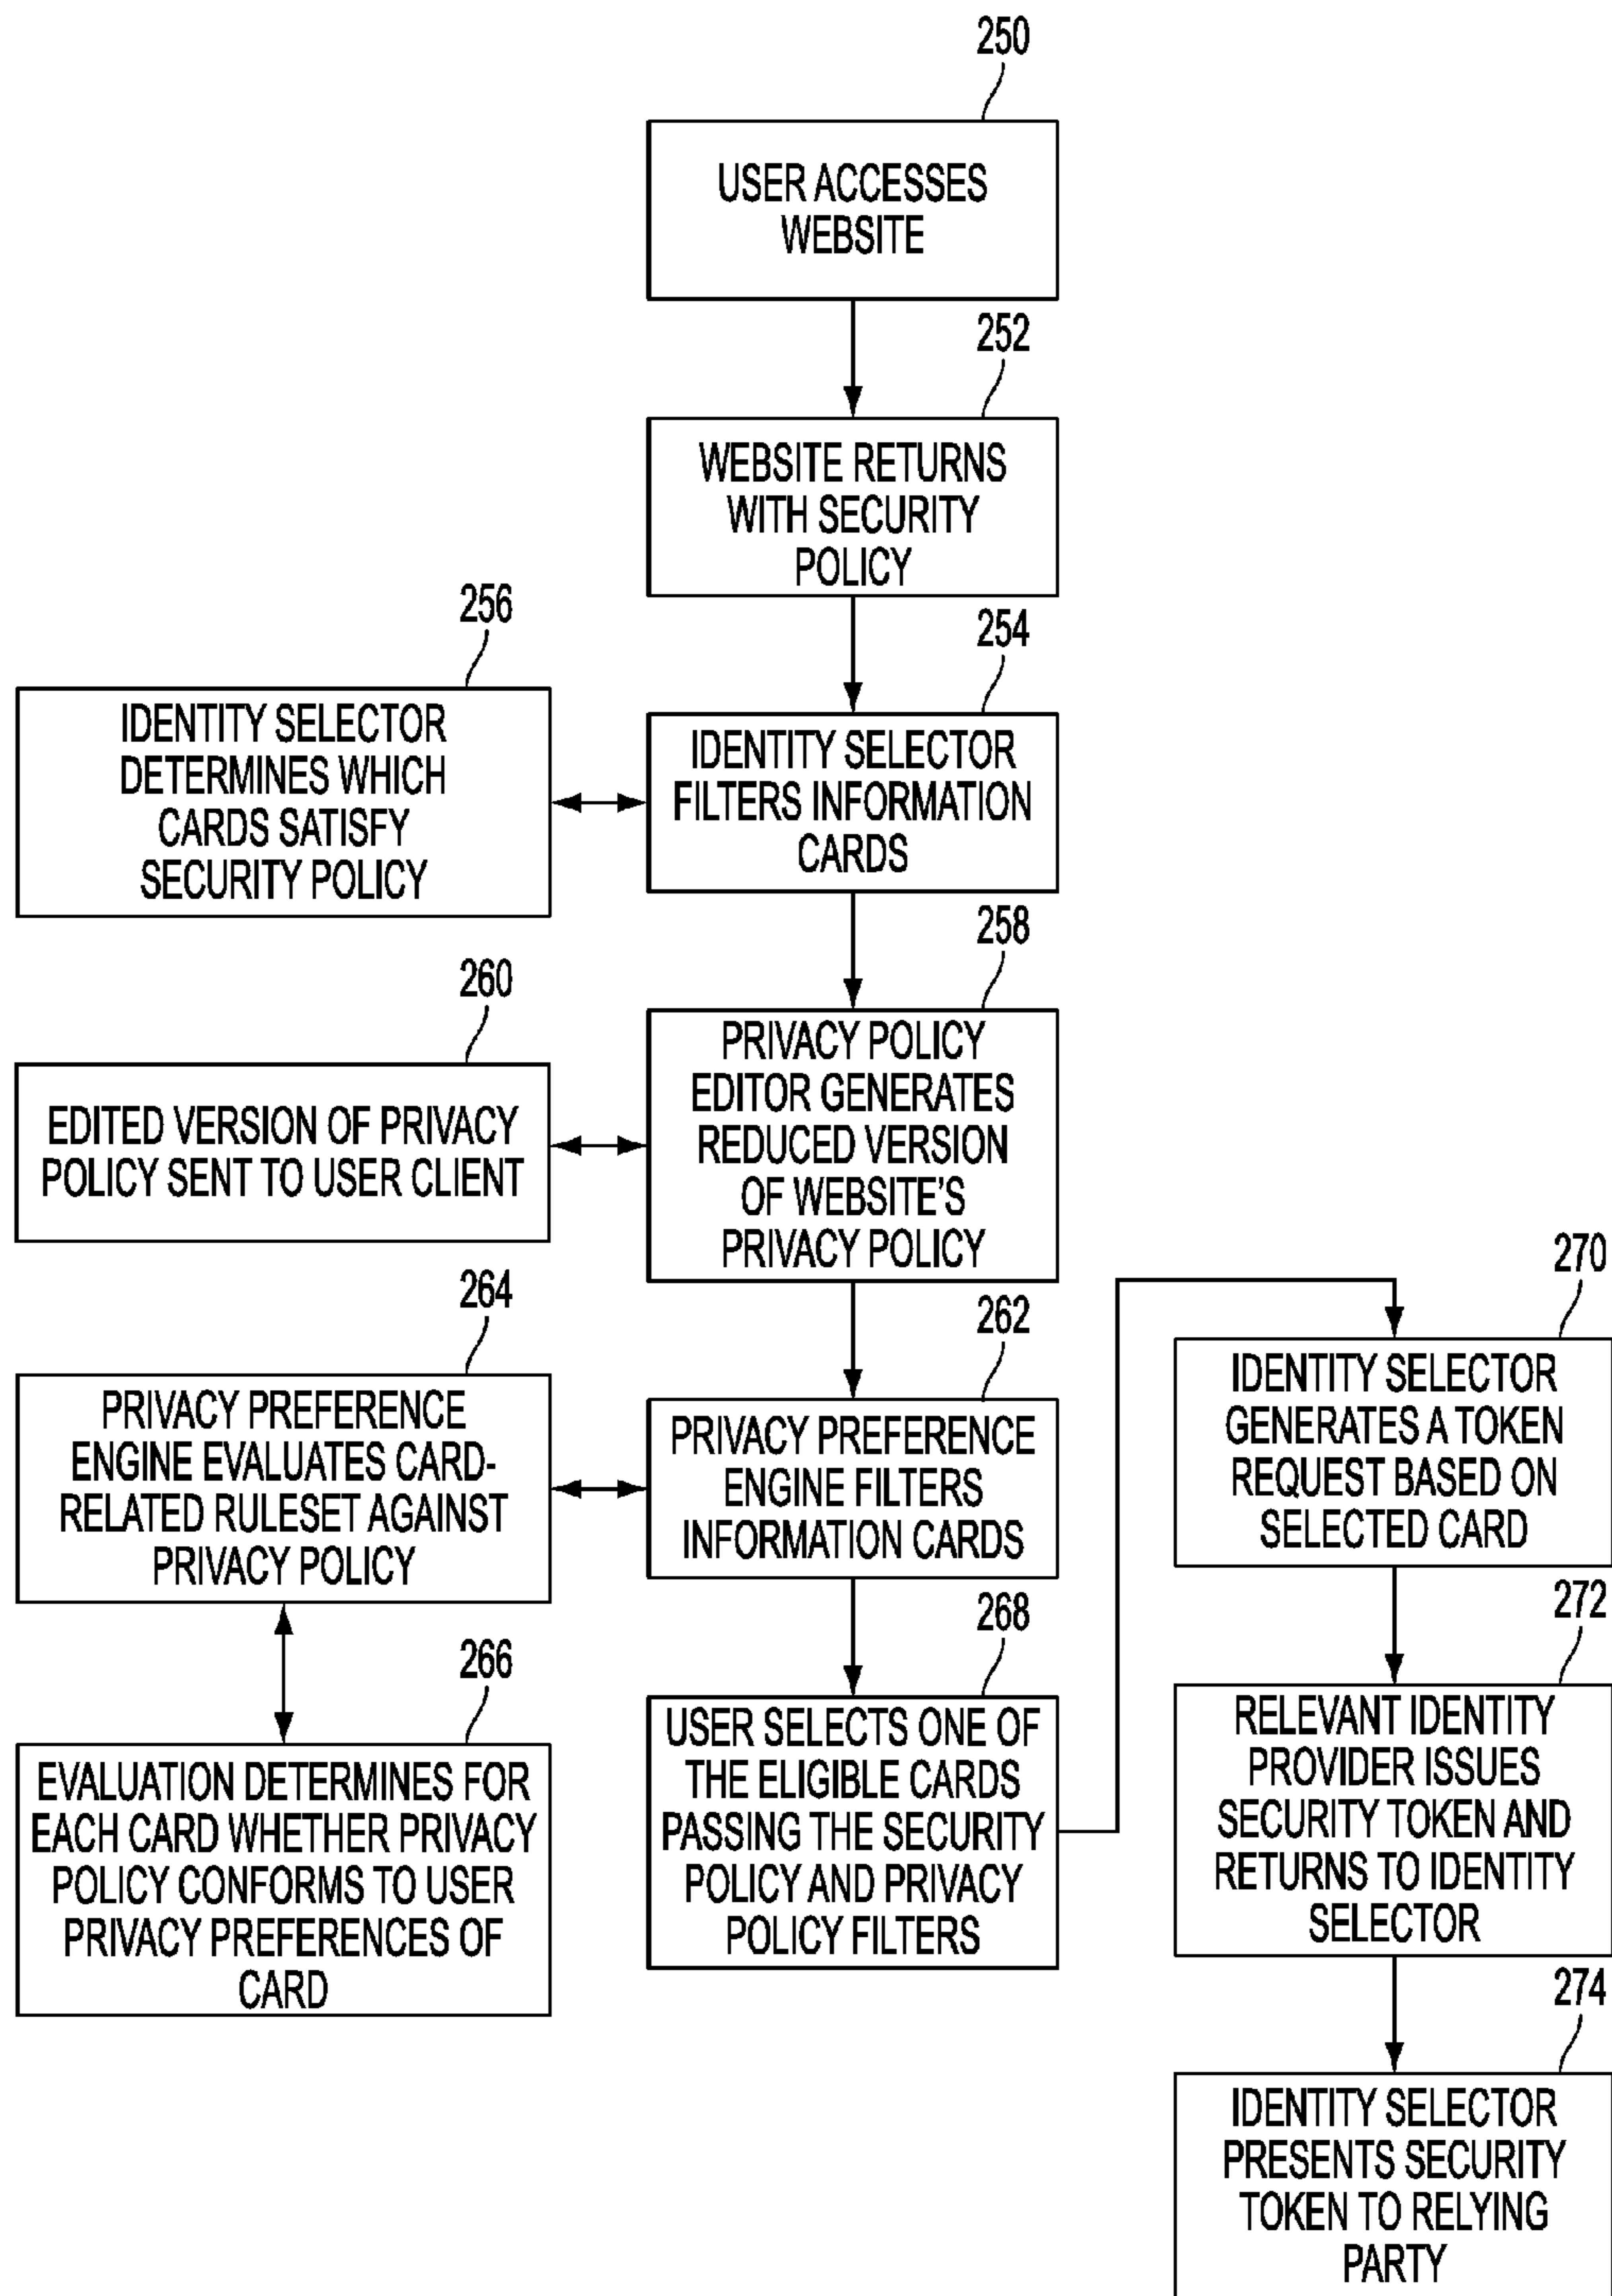 250
USER ACCESSES
WEBSITE
252
WEBSITE RETURNS
WITH SECURITY
POLICY
254
IDENTITY SELECTOR
FILTERS INFORMATION
CARDS
256
IDENTITY SELECTOR
DETERMINES WHICH
CARDS SATISFY
SECURITY POLICY
258
PRIVACY POLICY
EDITOR GENERATES
REDUCED VERSION
OF WEBSITE'S
PRIVACY POLICY
260
EDITED VERSION OF PRIVACY
POLICY SENT TO USER CLIENT
262
PRIVACY PREFERENCE
ENGINE FILTERS
INFORMATION CARDS
264
PRIVACY PREFERENCE
ENGINE EVALUATES CARD-
RELATED RULESET AGAINST
PRIVACY POLICY
266
EVALUATION DETERMINES FOR
EACH CARD WHETHER PRIVACY
POLICY CONFORMS TO USER
PRIVACY PREFERENCES OF
CARD
268
USER SELECTS ONE OF
THE ELIGIBLE CARDS
PASSING THE SECURITY
POLICY AND PRIVACY
POLICY FILTERS
270
IDENTITY SELECTOR
GENERATES A TOKEN
REQUEST BASED ON
SELECTED CARD
272
RELEVANT IDENTITY
PROVIDER ISSUES
SECURITY TOKEN AND
RETURNS TO IDENTITY
SELECTOR
274
IDENTITY SELECTOR
PRESENTS SECURITY
TOKEN TO RELYING
PARTY